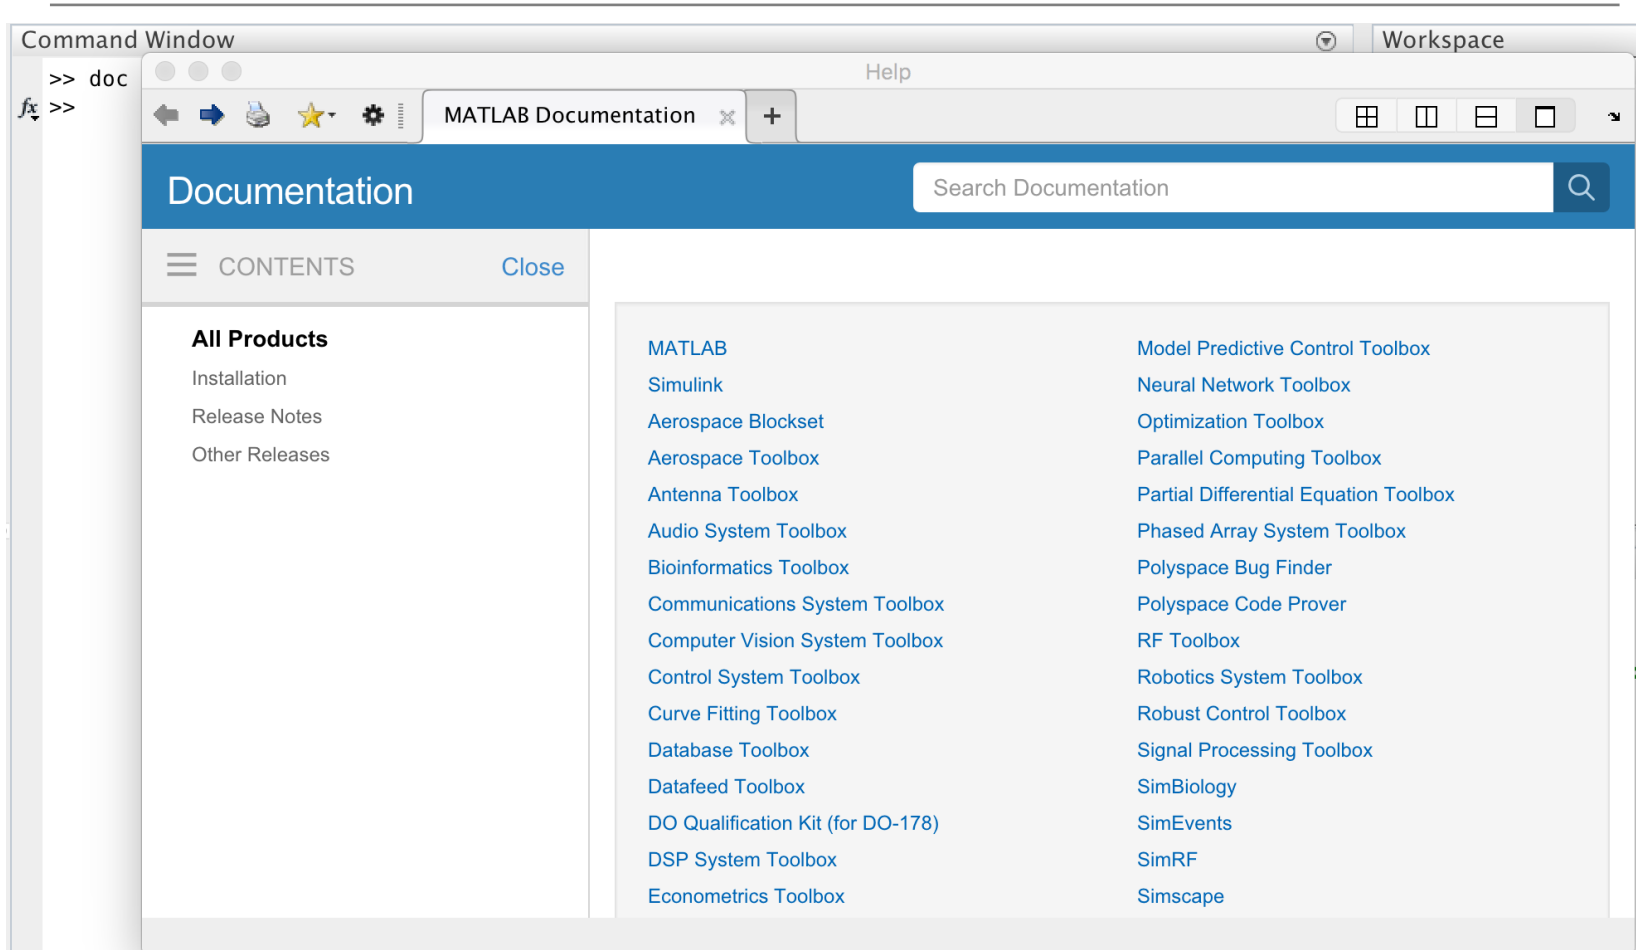 Command Window
Workspace
>> doc
fx >>
Help
MATLAB Documentation
Documentation
Search Documentation
CONTENTS
Close
All Products
Installation
Release Notes
Other Releases
MATLAB
Simulink
Aerospace Blockset
Aerospace Toolbox
Antenna Toolbox
Audio System Toolbox
Bioinformatics Toolbox
Communications System Toolbox
Computer Vision System Toolbox
Control System Toolbox
Curve Fitting Toolbox
Database Toolbox
Datafeed Toolbox
DO Qualification Kit (for DO-178)
DSP System Toolbox
Econometrics Toolbox
Model Predictive Control Toolbox
Neural Network Toolbox
Optimization Toolbox
Parallel Computing Toolbox
Partial Differential Equation Toolbox
Phased Array System Toolbox
Polyspace Bug Finder
Polyspace Code Prover
RF Toolbox
Robotics System Toolbox
Robust Control Toolbox
Signal Processing Toolbox
SimBiology
SimEvents
SimRF
Simscape